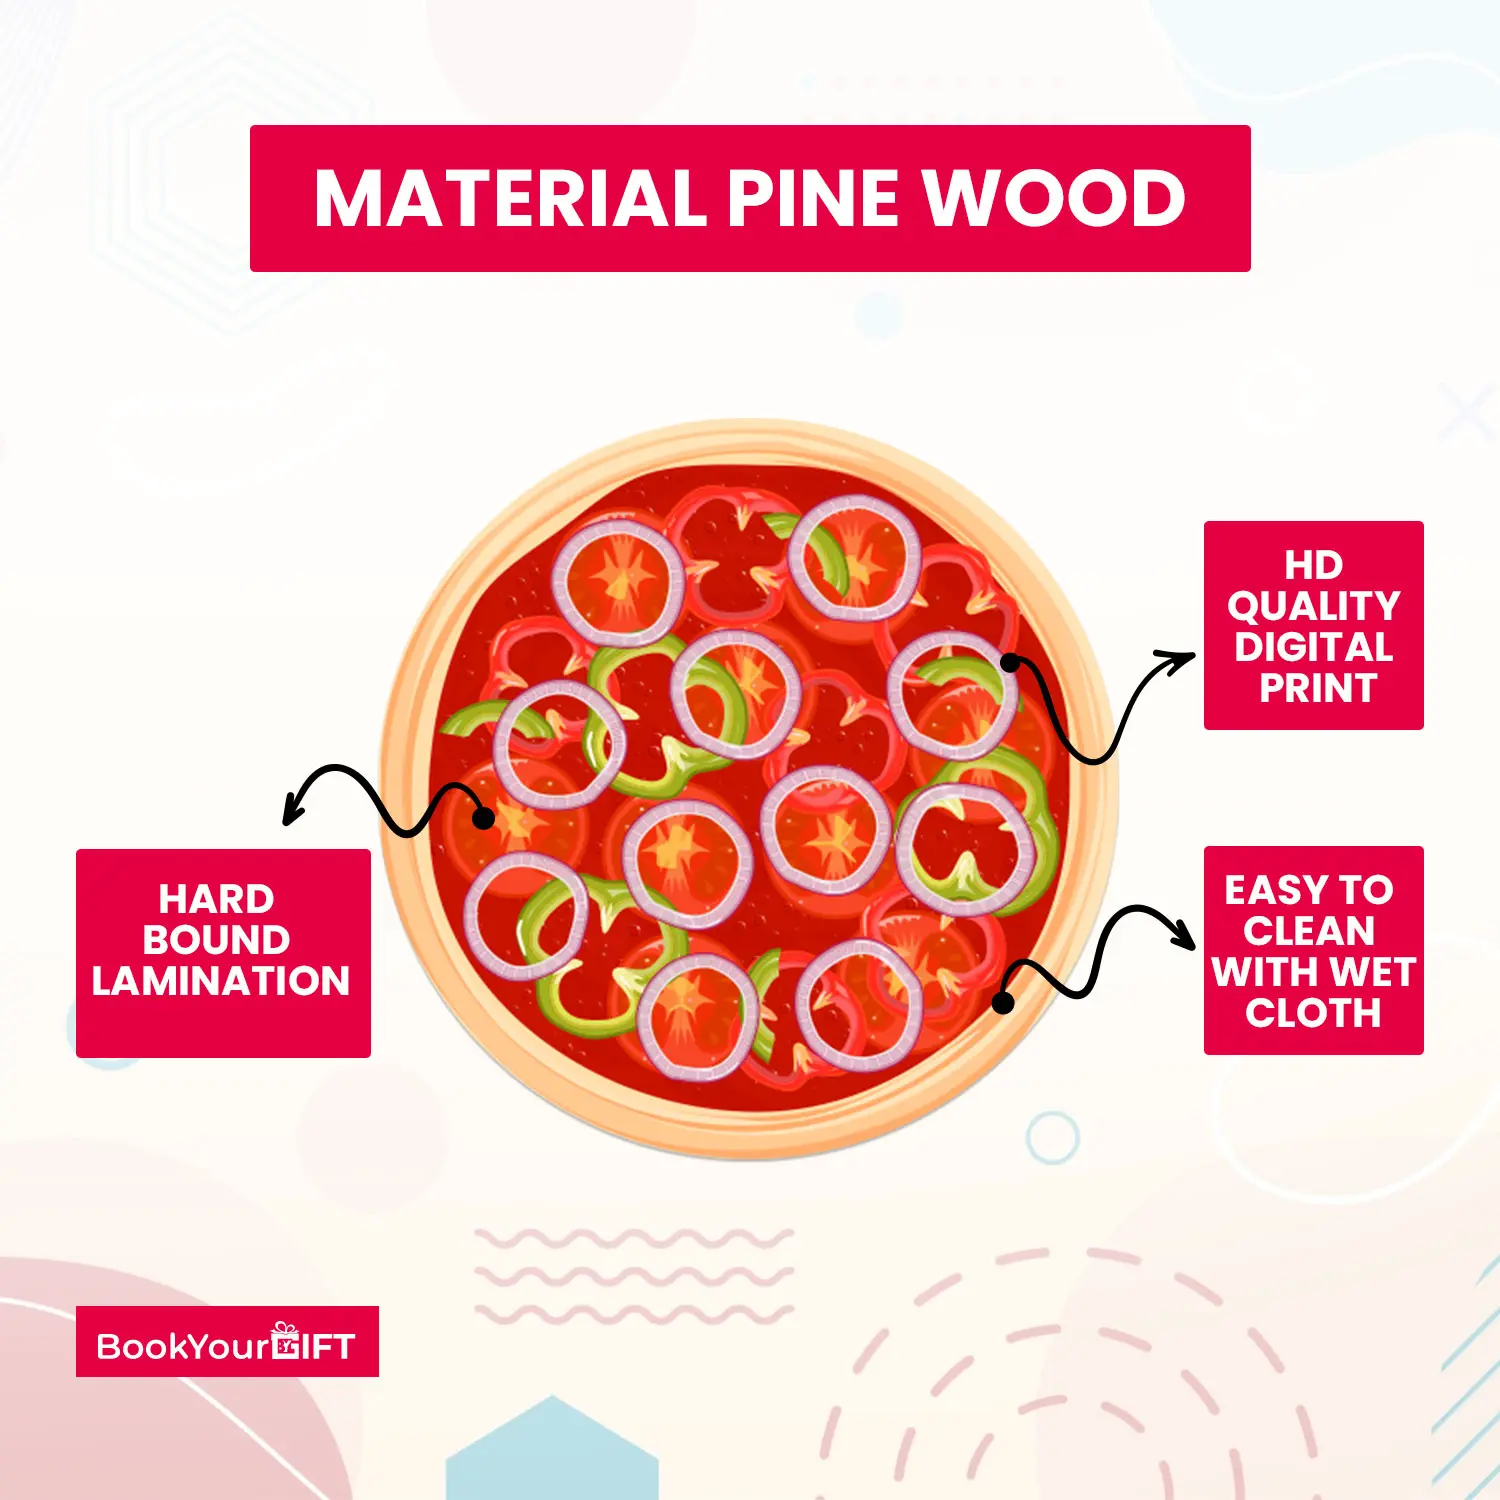 MATERIAL PINE WOOD
HD
QUALITY
DIGITAL
PRINT
HARD
BOUND
LAMINATION
EASY TO
CLEAN
WITH WET
CLOTH
BookYourGIFT